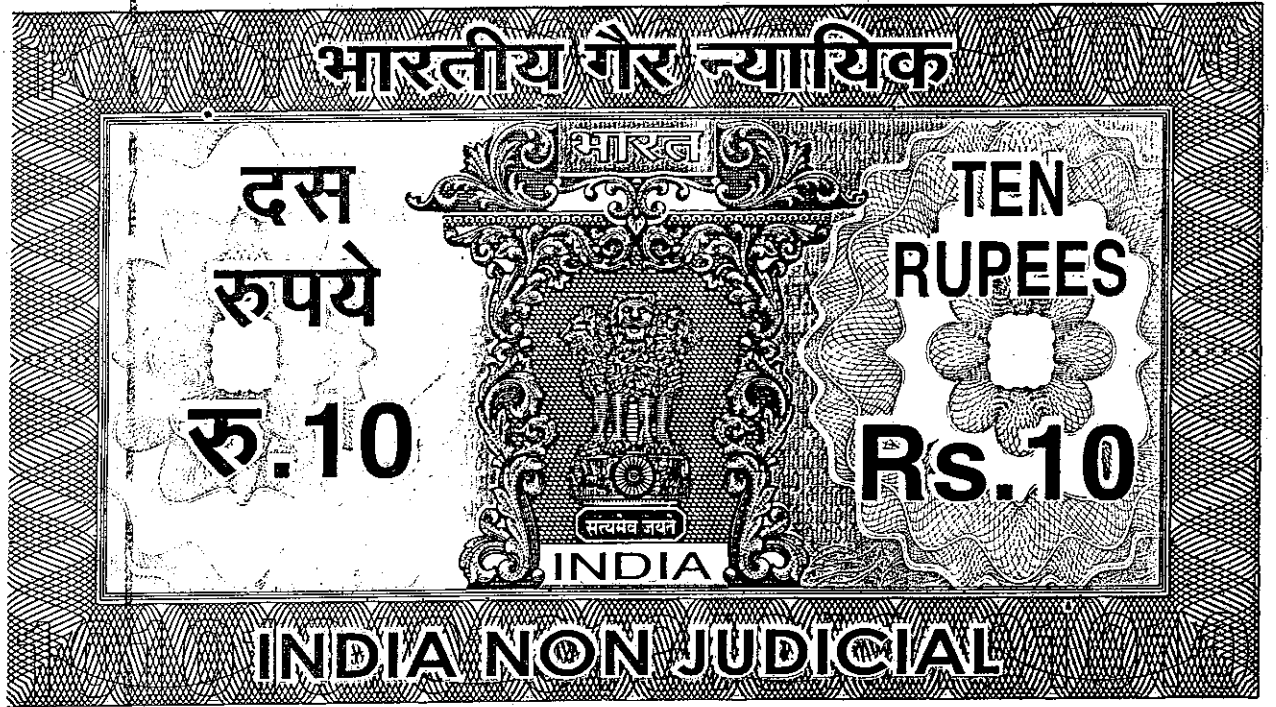 भारतीय गैर न्यायिक
भारत
दस
रुपये
रु.10
TEN
RUPEES
Rs.10
सत्यमेव जयते
INDIA
INDIA NON JUDICIAL